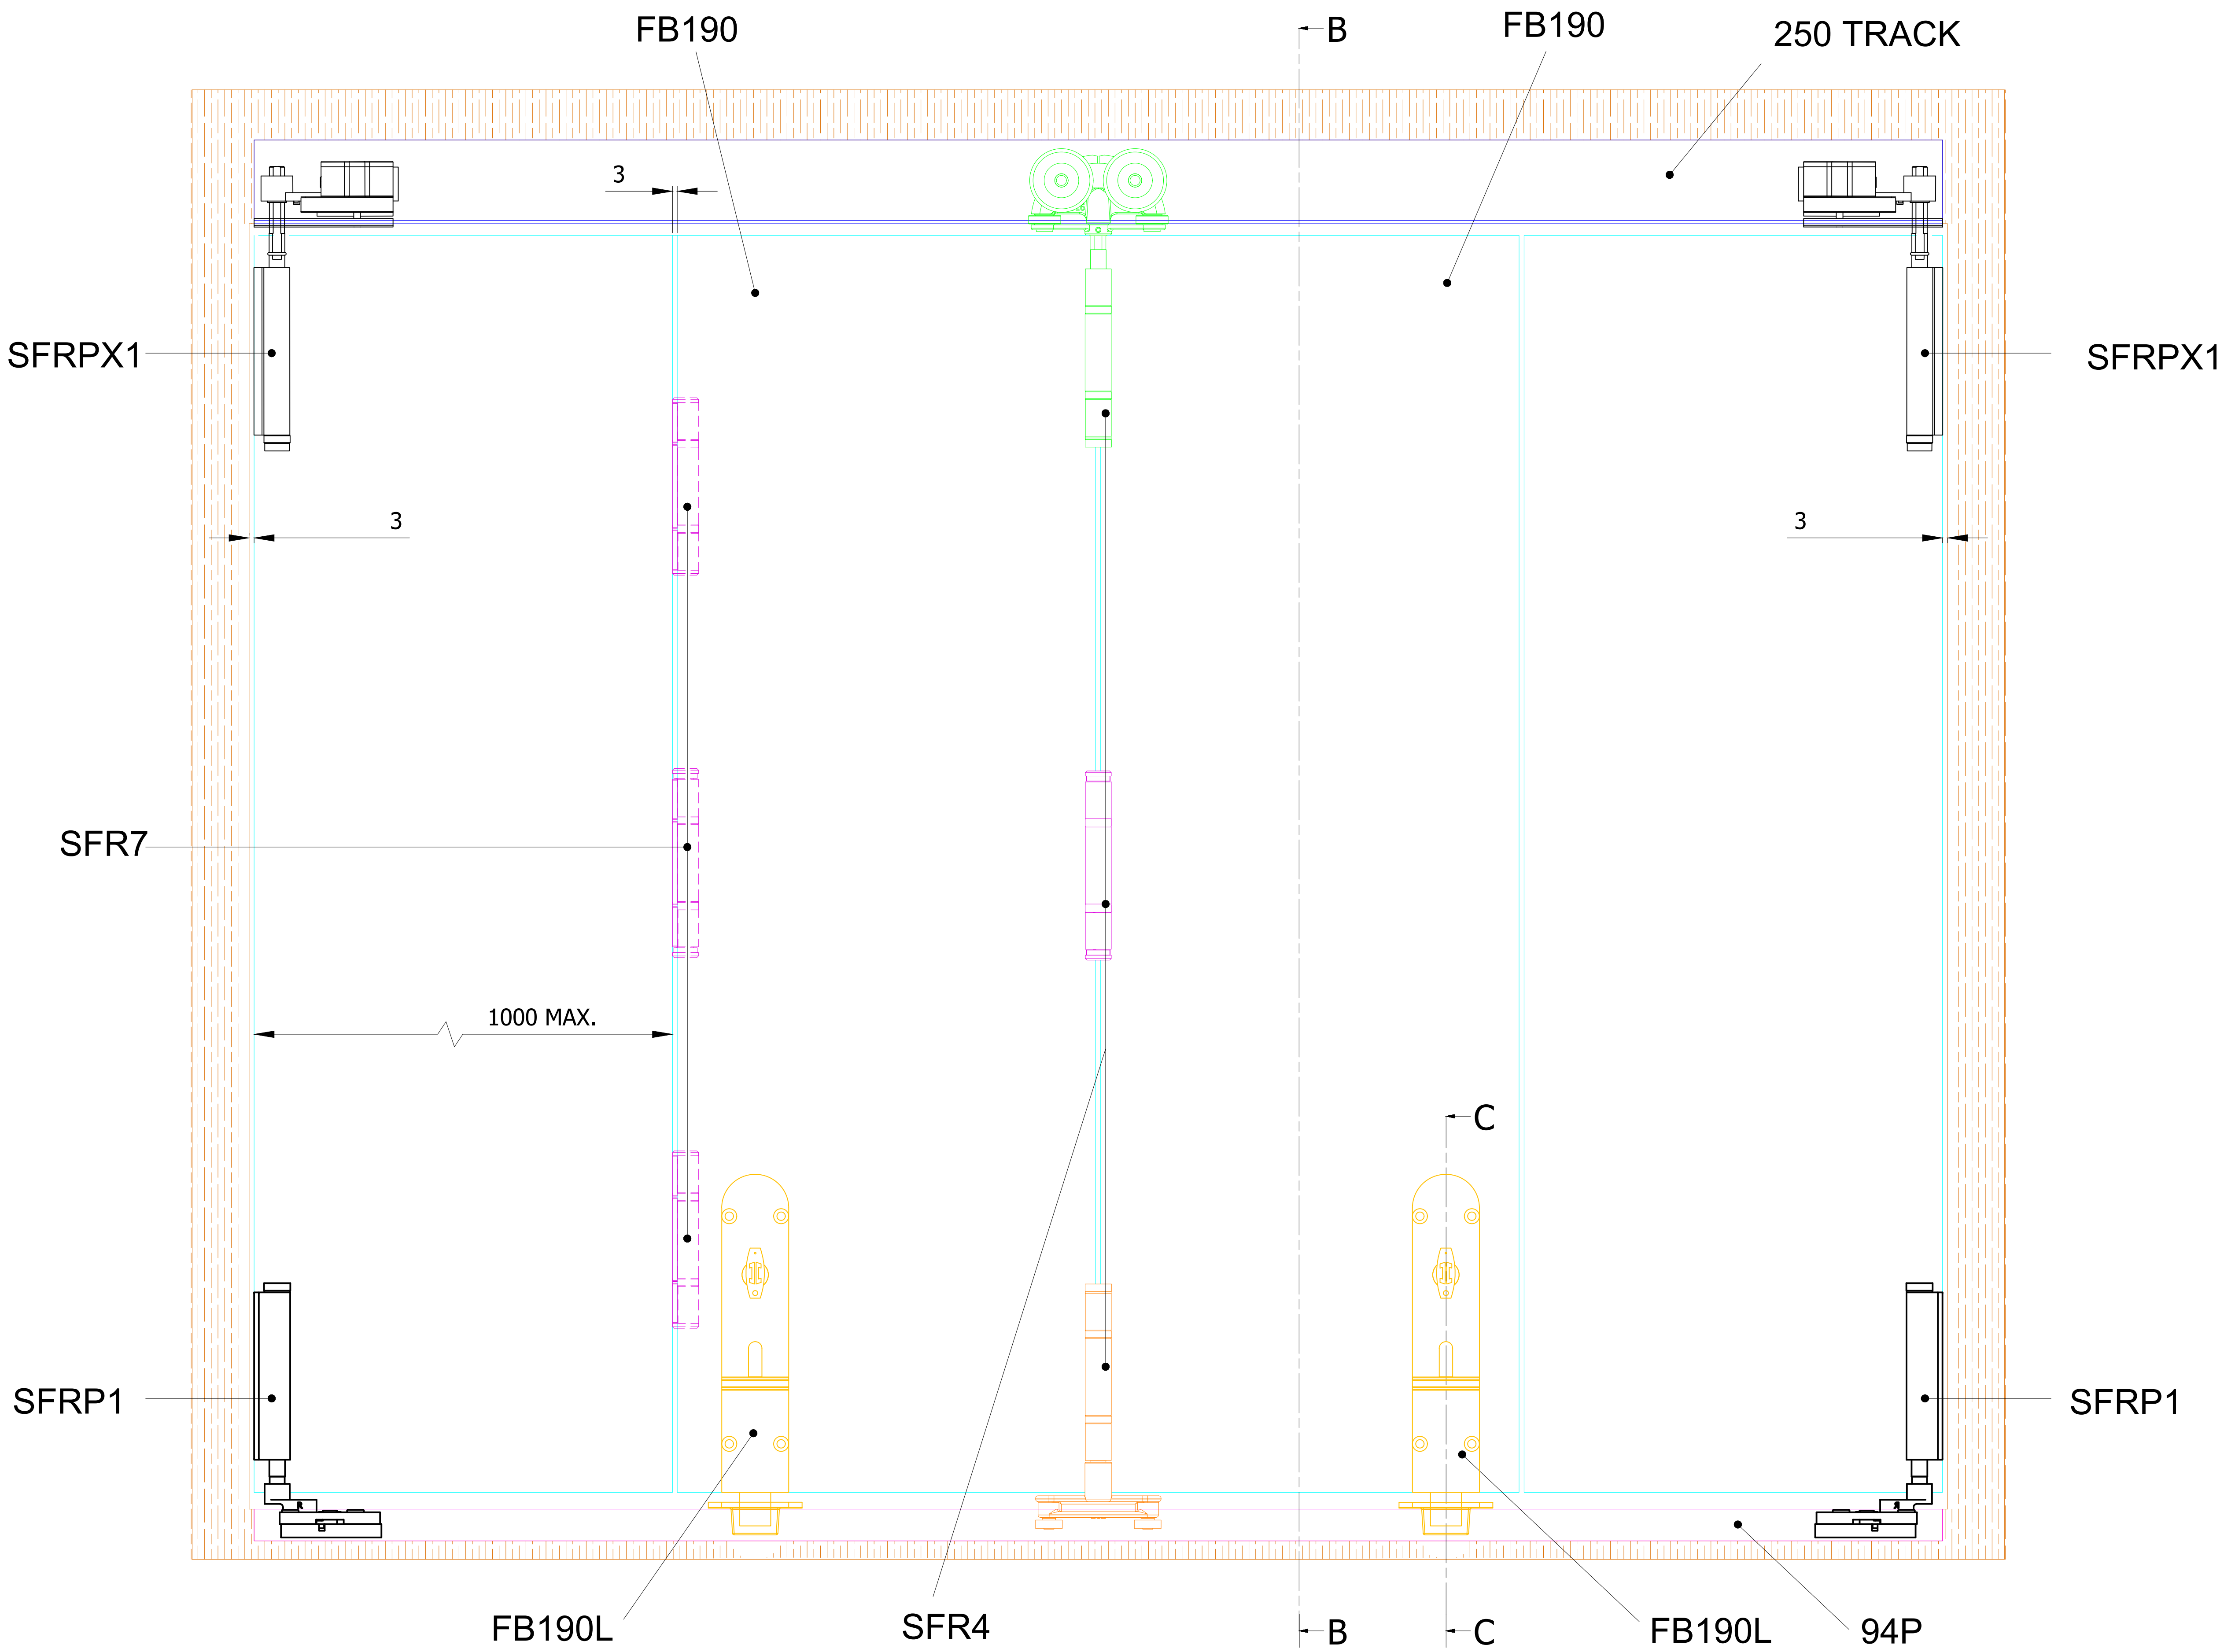 FB190
B
FB190
250 TRACK
3
SFRPX1
SFRPX1
3
3
SFR7
1000 MAX.
C
SFRP1
SFRP1
FB190L
SFR4
B
C
FB190L
94P